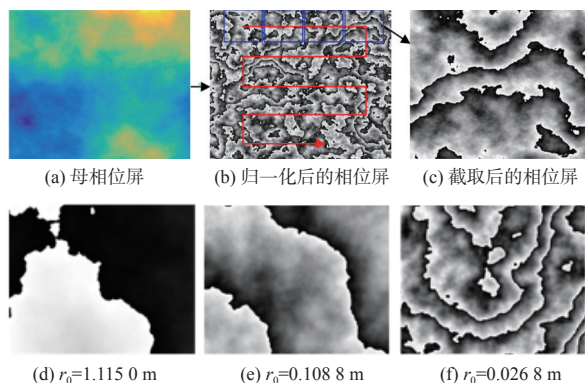 (a) 母相位屏
(b) 归一化后的相位屏
(c) 截取后的相位屏
(d) r₀=1.115 0 m
(e) r₀=0.108 8 m
(f) r₀=0.026 8 m